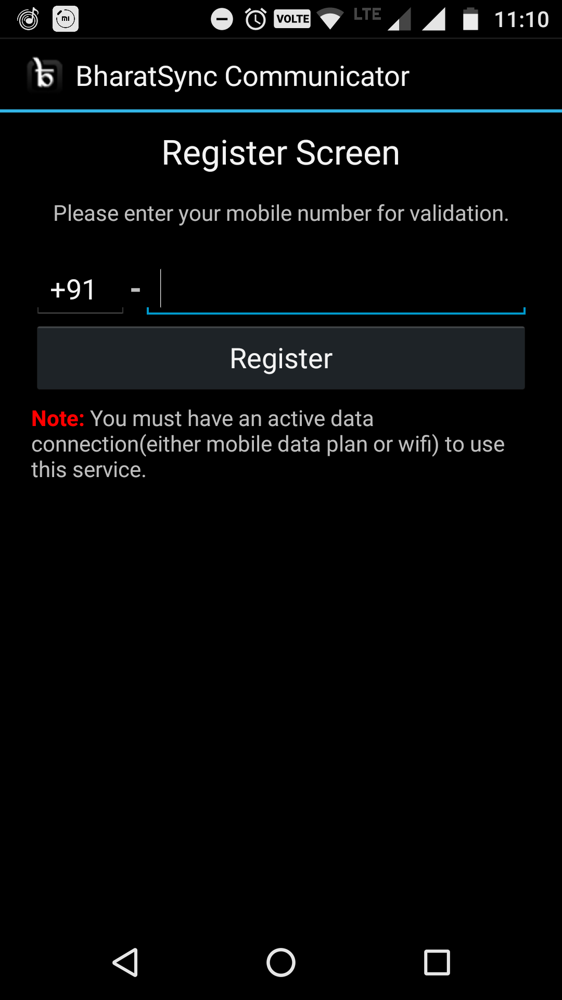 MI VOLTE LTE 11:10
BharatSync Communicator
Register Screen
Please enter your mobile number for validation.
+91 -
Register
Note: You must have an active data
connection(either mobile data plan or wifi) to use
this service.